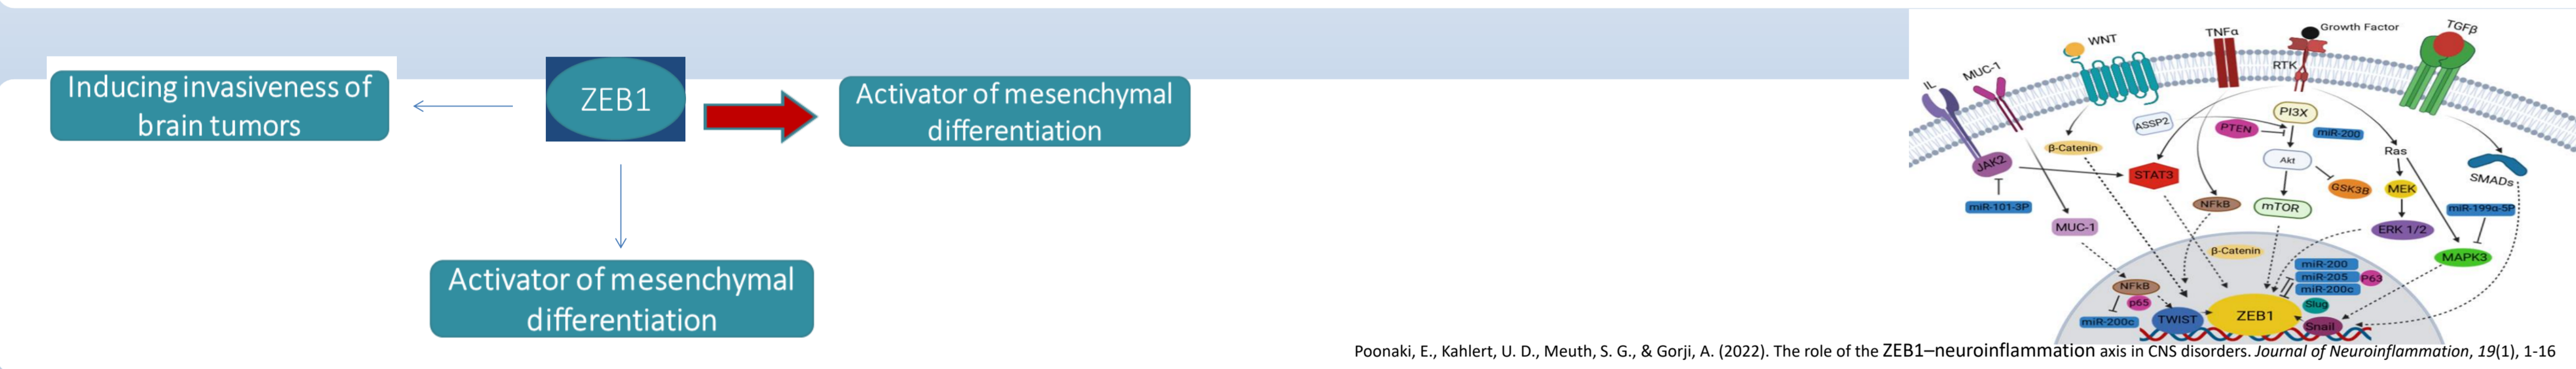 Inducing invasiveness of
brain tumors
ZEB1
Activator of mesenchymal
differentiation
Activator of mesenchymal
differentiation
IL
MUC-1
WNT
TNFα
Growth Factor
RTK
TGFβ
ASSP2
PI3X
PTEN
miR-200
β-Catenin
Akt
Ras
JAK2
STAT3
GSK3B
MEK
SMADs
miR-101-3P
NFkB
mTOR
miR-199a-5P
MUC-1
ERK 1/2
β-Catenin
MAPK3
miR-200
miR-205
P63
miR-200c
NFkB
p65
Slug
miR-200c
TWIST
ZEB1
Snail
Poonaki, E., Kahlert, U. D., Meuth, S. G., & Gorji, A. (2022). The role of the ZEB1–neuroinflammation axis in CNS disorders. Journal of Neuroinflammation, 19(1), 1-16